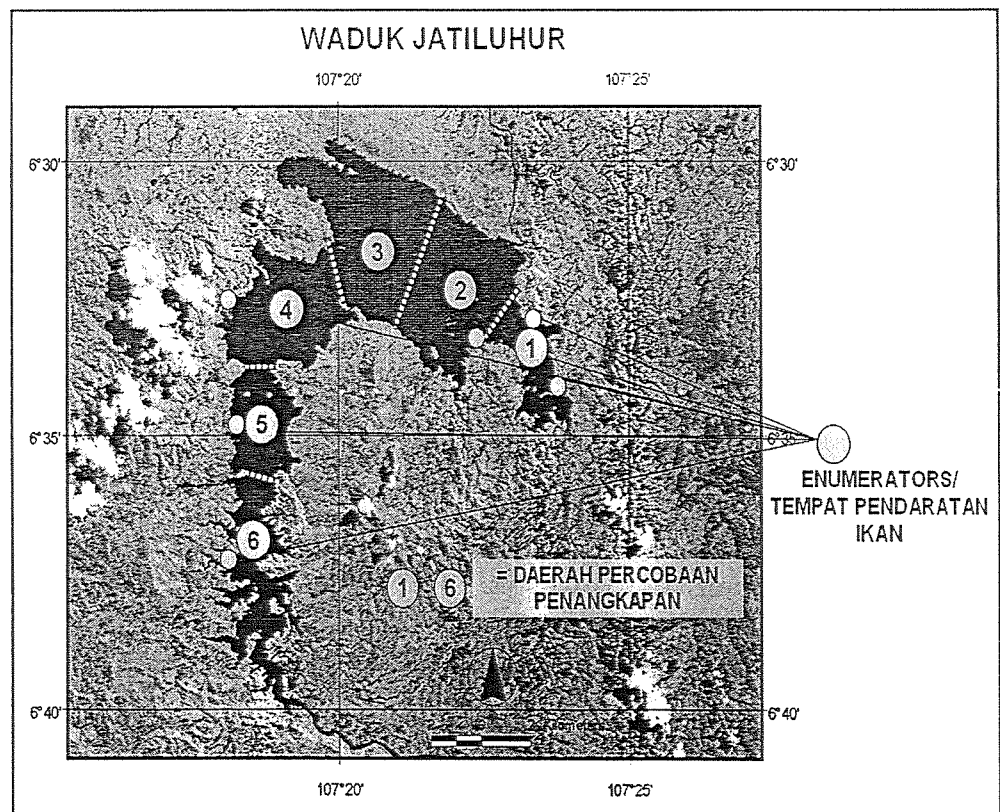 WADUK JATILUHUR
107°20' 107°25'
6°30' 6°30'
3
2
4
1
5
6°35' 6°35'
ENUMERATORS/
TEMPAT PENDARATAN
IKAN
6
1 6 = DAERAH PERCOBAAN
PENANGKAPAN
6°40' 6°40'
107°20' 107°25'